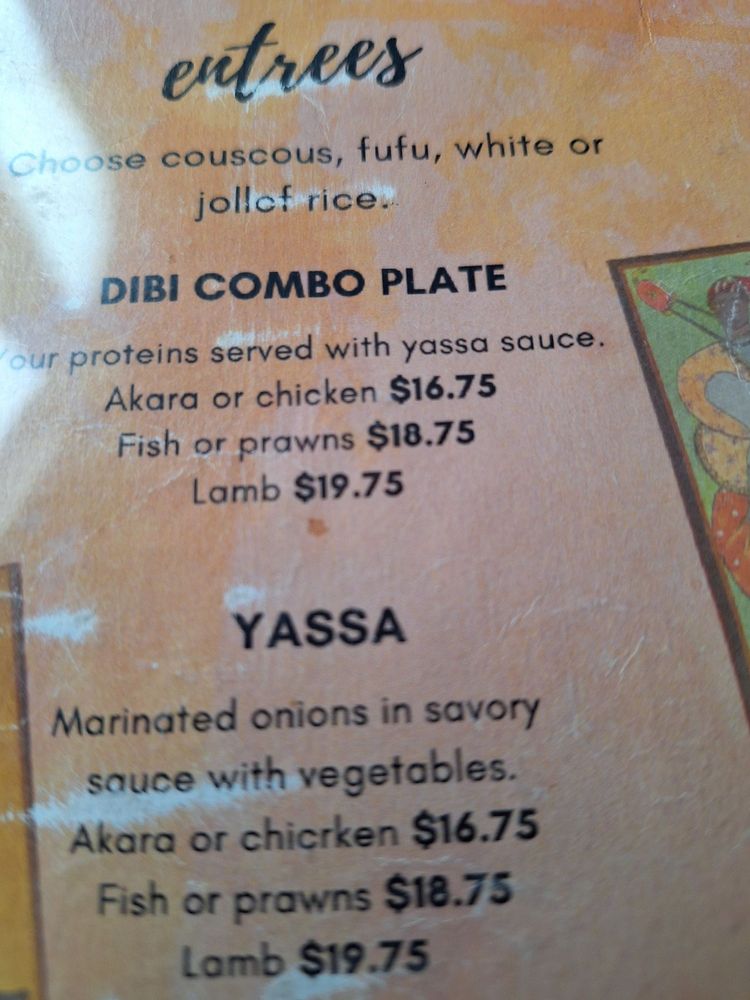 entrees
Choose couscous, fufu, white or
jollof rice.
DIBI COMBO PLATE
Your proteins served with yassa sauce.
Akara or chicken $16.75
Fish or prawns $18.75
Lamb $19.75
YASSA
Marinated onions in savory
sauce with vegetables.
Akara or chicrken $16.75
Fish or prawns $18.75
Lamb $19.75